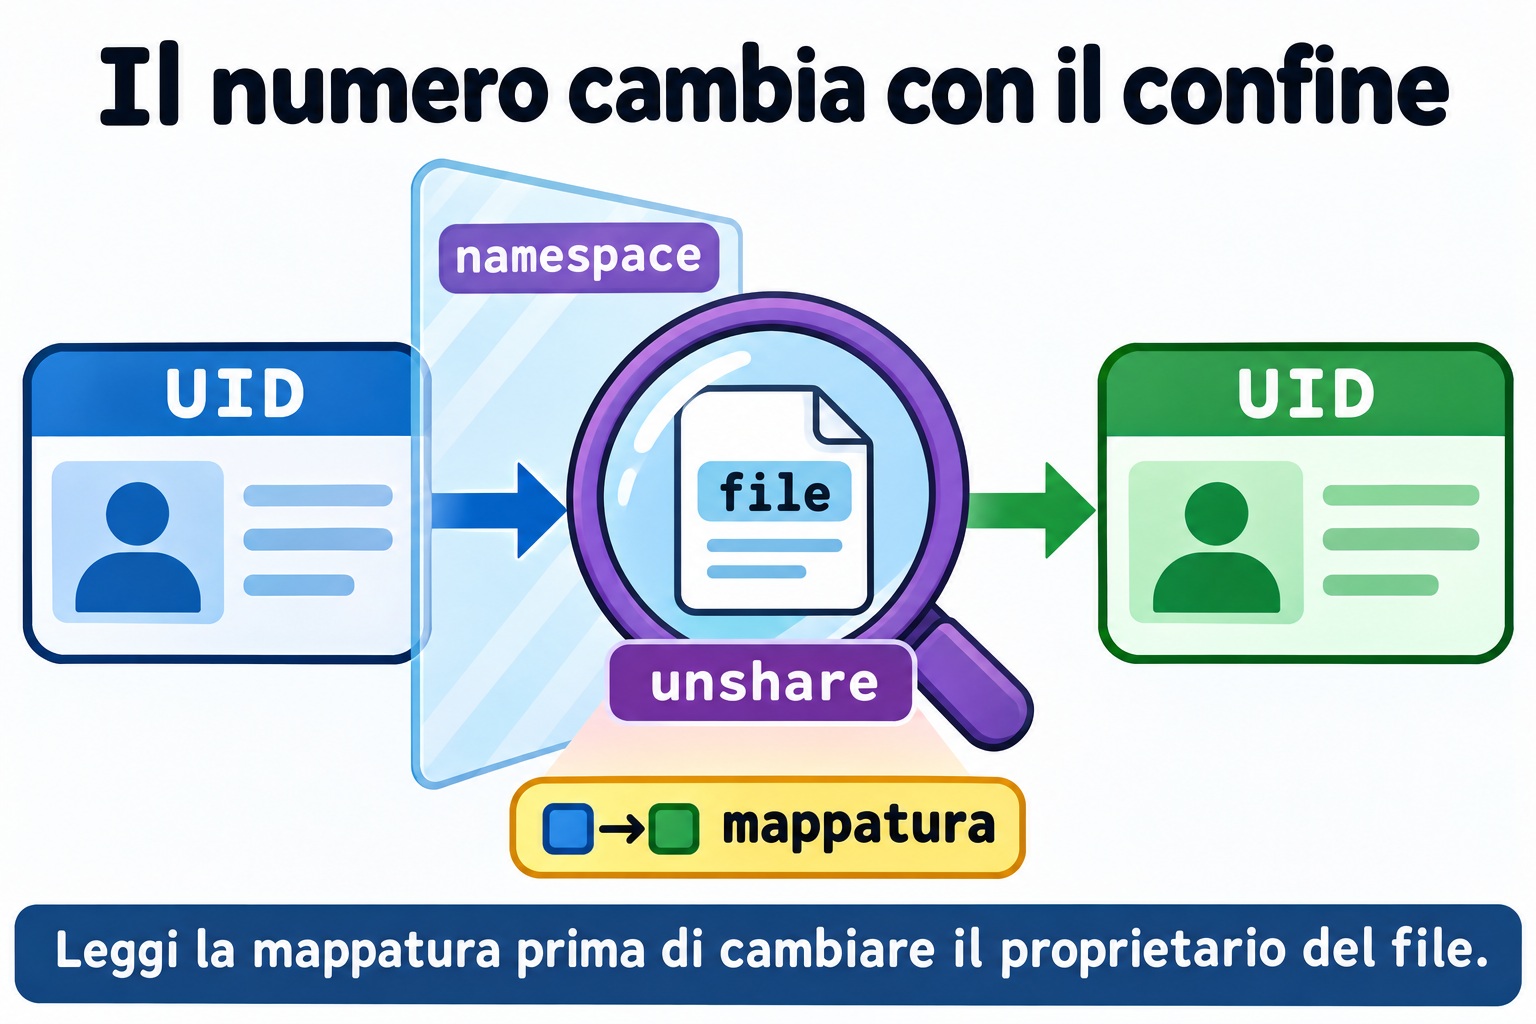 Il numero cambia con il confine
namespace
UID
file
UID
unshare
mappatura
Leggi la mappatura prima di cambiare il proprietario del file.